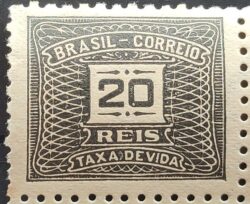 BRASIL - CORREIO
20
REIS
TAXA DEVIDA